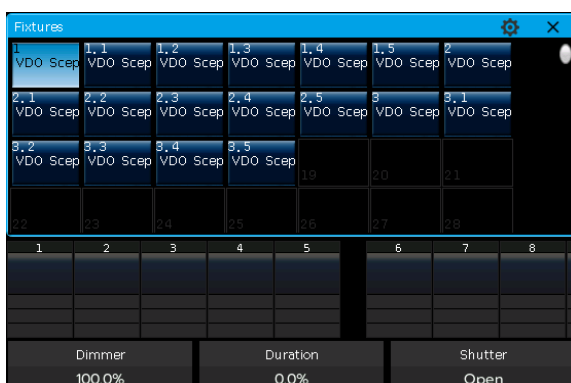 Fixtures
1 1.1 1.2 1.3 1.4 1.5 2
VDO Scep VDO Scep VDO Scep VDO Scep VDO Scep VDO Scep VDO Scep
2.1 2.2 2.3 2.4 2.5 3 3.1
VDO Scep VDO Scep VDO Scep VDO Scep VDO Scep VDO Scep VDO Scep
3.2 3.3 3.4 3.5
VDO Scep VDO Scep VDO Scep VDO Scep
19 20 21
22 23 24 25 26 27 28
1 2 3 4 5 6 7 8
Dimmer Duration Shutter
100.0% 0.0% Open